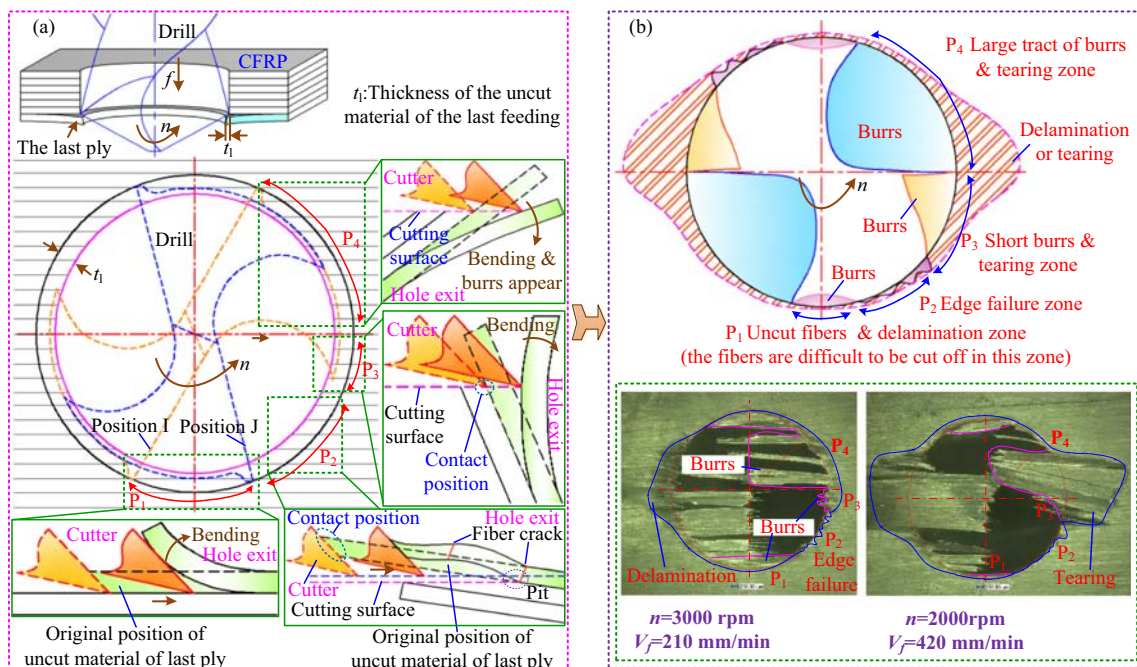 (a)
Drill
CFRP
f
n
t₁
The last ply
t₁:Thickness of the uncut
material of the last feeding
Drill
t₁
n
Position I
Position J
P₄
P₃
P₂
P₁
Cutter
Cutting
surface
Bending &
burrs appear
Hole exit
Cutter
Bending
Hole exit
Cutting
surface
Contact
position
Cutter
Bending
Hole exit
Original position of
uncut material of last ply
Contact position
Hole exit
Fiber crack
Cutter
Cutting surface
Pit
Original position of
uncut material of last ply
(b)
P₄ Large tract of burrs
& tearing zone
Burrs
Delamination
or tearing
n
Burrs
P₃ Short burrs &
tearing zone
Burrs
P₂ Edge failure zone
P₁ Uncut fibers & delamination zone
(the fibers are difficult to be cut off in this zone)
P₄
Burrs
P₃
Burrs
P₂
Edge
failure
P₁
Delamination
n=3000 rpm
V_f=210 mm/min
P₄
P₂
P₁
Tearing
n=2000rpm
V_f=420 mm/min